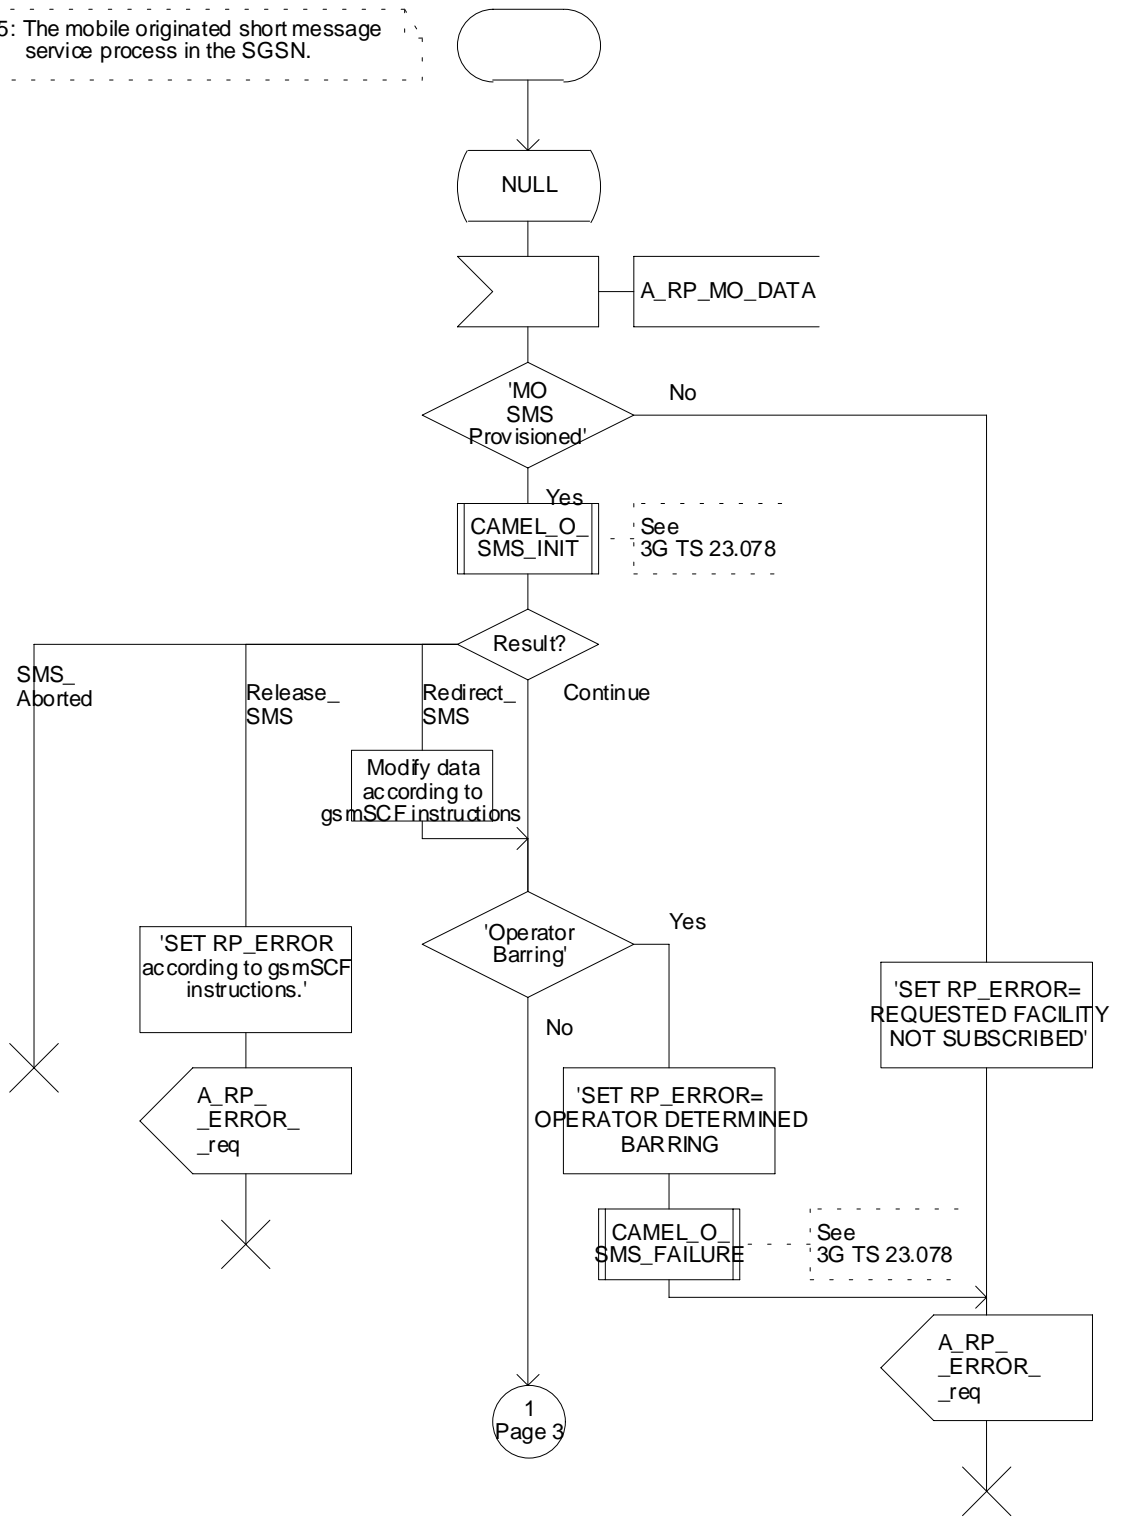 5: The mobile originated short message
service process in the SGSN.
NULL
A_RP_MO_DATA
'MO
SMS
Provisioned'
No
Yes
CAMEL_O_
SMS_INIT
See
3G TS 23.078
Result?
SMS_
Aborted
Release_
SMS
Redirect_
SMS
Continue
Modify data
according to
gsmSCF instructions
'Operator
Barring'
Yes
No
'SET RP_ERROR
according to gsmSCF
instructions.'
'SET RP_ERROR=
REQUESTED FACILITY
NOT SUBSCRIBED'
A_RP_
_ERROR_
_req
'SET RP_ERROR=
OPERATOR DETERMINED
BARRING
CAMEL_O_
SMS_FAILURE
See
3G TS 23.078
A_RP_
_ERROR_
_req
1
Page 3